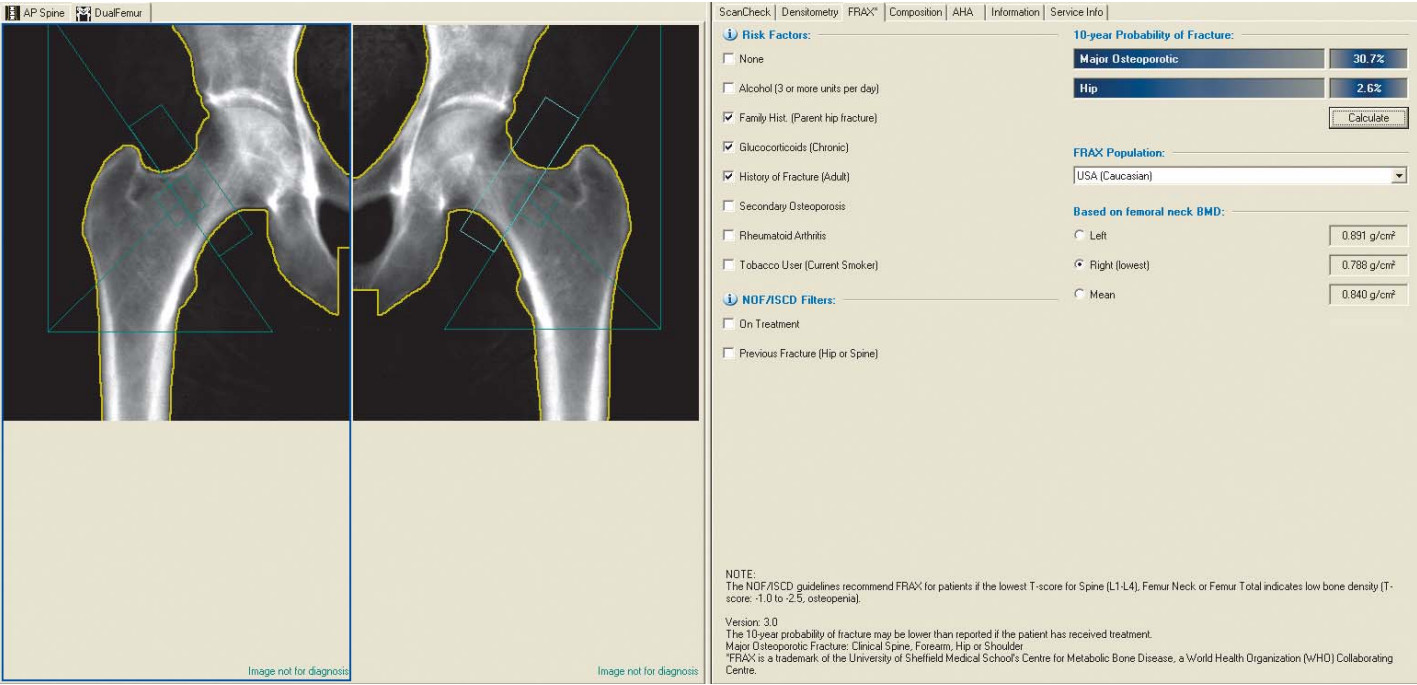 AP Spine DualFemur
Image not for diagnosis
Image not for diagnosis
ScanCheck Densitometry FRAX* Composition AHA Information Service Info
Risk Factors:
None
Alcohol (3 or more units per day)
Family Hist. (Parent hip fracture)
Glucocorticoids (Chronic)
History of Fracture (Adult)
Secondary Osteoporosis
Rheumatoid Arthritis
Tobacco User (Current Smoker)
NOF/ISCD Filters:
On Treatment
Previous Fracture (Hip or Spine)
10-year Probability of Fracture:
Major Osteoporotic 30.7%
Hip 2.6%
Calculate
FRAX Population:
USA (Caucasian)
Based on femoral neck BMD:
Left 0.891 g/cm²
Right (lowest) 0.788 g/cm²
Mean 0.840 g/cm²
NOTE:
The NOF/ISCD guidelines recommend FRAX for patients if the lowest T-score for Spine (L1-L4), Femur Neck or Femur Total indicates low bone density (T-
score: -1.0 to -2.5, osteopenia).
Version: 3.0
The 10-year probability of fracture may be lower than reported if the patient has received treatment.
Major Osteoporotic Fracture: Clinical Spine, Forearm, Hip or Shoulder
*FRAX is a trademark of the University of Sheffield Medical School's Centre for Metabolic Bone Disease, a World Health Organization (WHO) Collaborating
Centre.